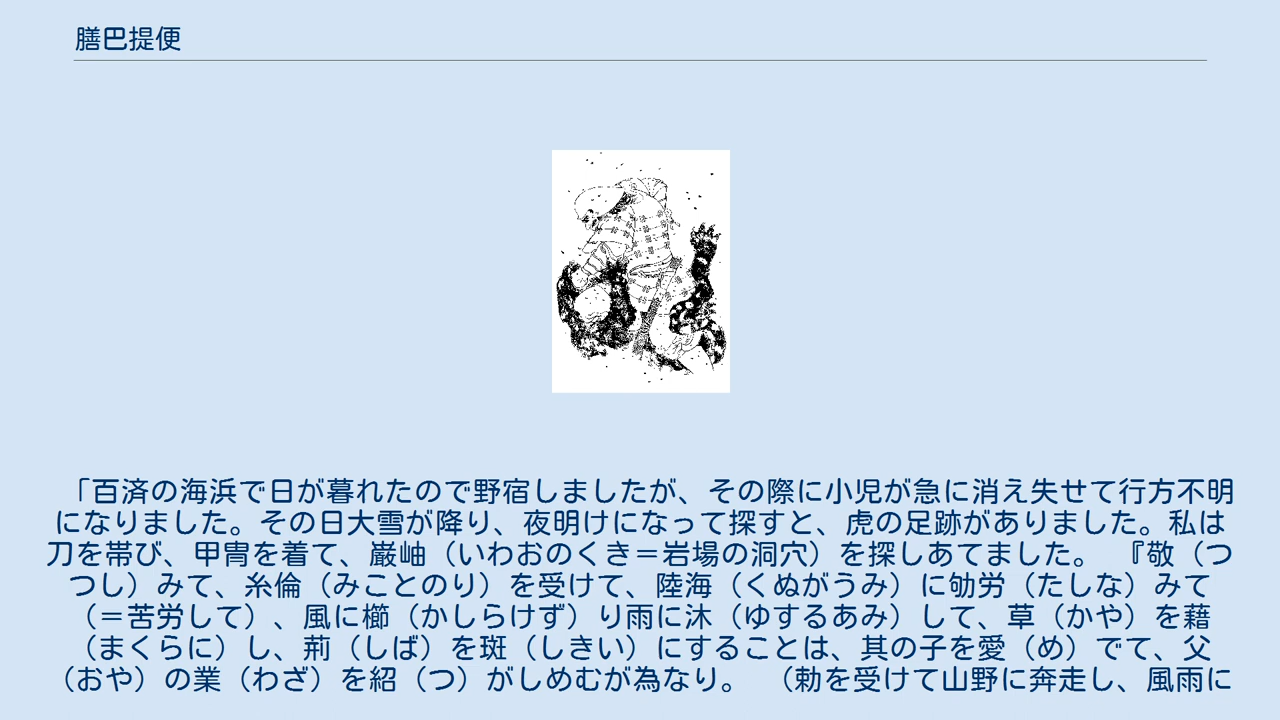 膳巴提便
「百済の海浜で日が暮れたので野宿しましたが、その際に小児が急に消え失せて行方不明
になりました。その日大雪が降り、夜明けになって探すと、虎の足跡がありました。私は
刀を帯び、甲冑を着て、巌岫（いわおのくき＝岩場の洞穴）を探しあてました。　『敬（つ
つし）みて、糸倫（みことのり）を受けて、陸海（くぬがうみ）に劬労（たしな）みて
（＝苦労して）、風に櫛（かしらけず）り雨に沐（ゆするあみ）して、草（かや）を藉
（まくらに）し、荊（しば）を斑（しきい）にすることは、其の子を愛（め）でて、父
（おや）の業（わざ）を紹（つ）がしめむが為なり。　（勅を受けて山野に奔走し、風雨に